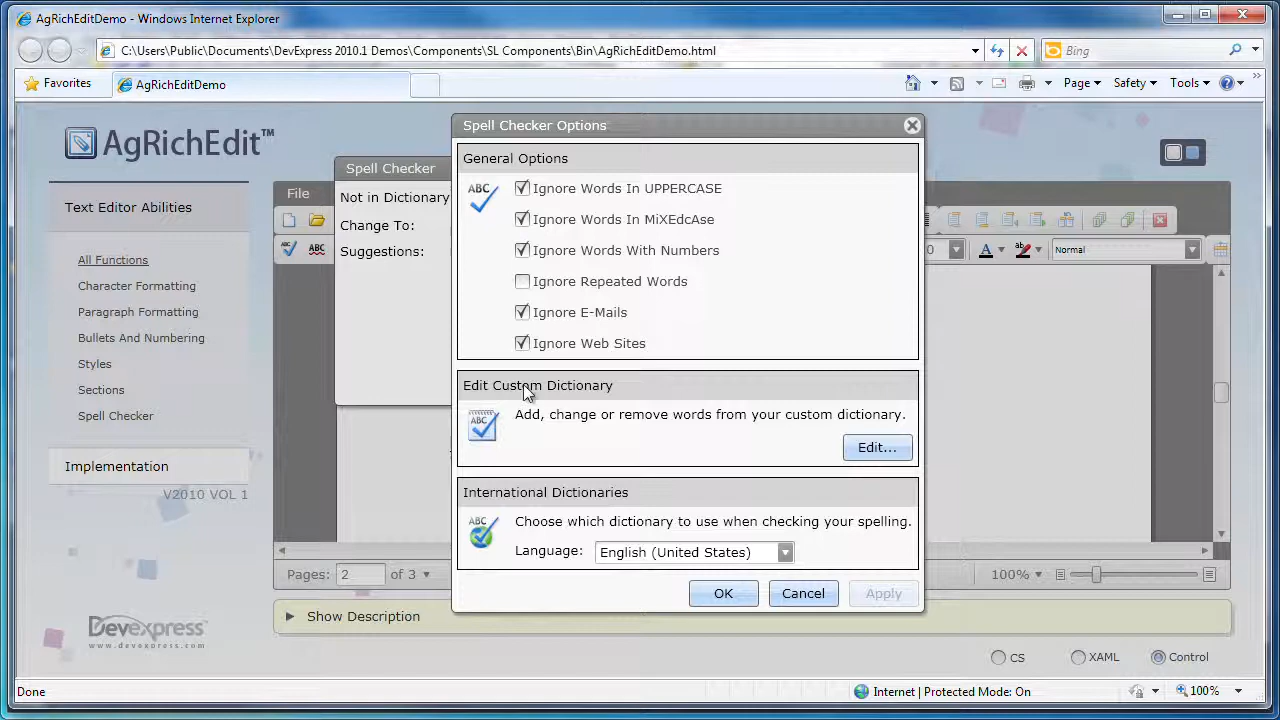 AgRichEditDemo - Windows Internet Explorer
C:\Users\Public\Documents\DevExpress 2010.1 Demos\Components\SL Components\Bin\AgRichEditDemo.html
Bing
Favorites
AgRichEditDemo
Page
Safety
Tools
AgRichEdit™
Text Editor Abilities
All Functions
Character Formatting
Paragraph Formatting
Bullets And Numbering
Styles
Sections
Spell Checker
Implementation
V2010 VOL 1
Devexpress™
www.devexpress.com
File
ABC
ABC
Spell Checker
Not in Dictionary
Change To:
Suggestions:
0
A
ab
Normal
Spell Checker Options
General Options
ABC
Ignore Words In UPPERCASE
Ignore Words In MiXEdcAse
Ignore Words With Numbers
Ignore Repeated Words
Ignore E-Mails
Ignore Web Sites
Edit Custom Dictionary
ABC
Add, change or remove words from your custom dictionary.
Edit...
International Dictionaries
ABC
Choose which dictionary to use when checking your spelling.
Language: English (United States)
OK Cancel Apply
Pages: 2 of 3
100%
Show Description
CS XAML Control
Done
Internet | Protected Mode: On
100%